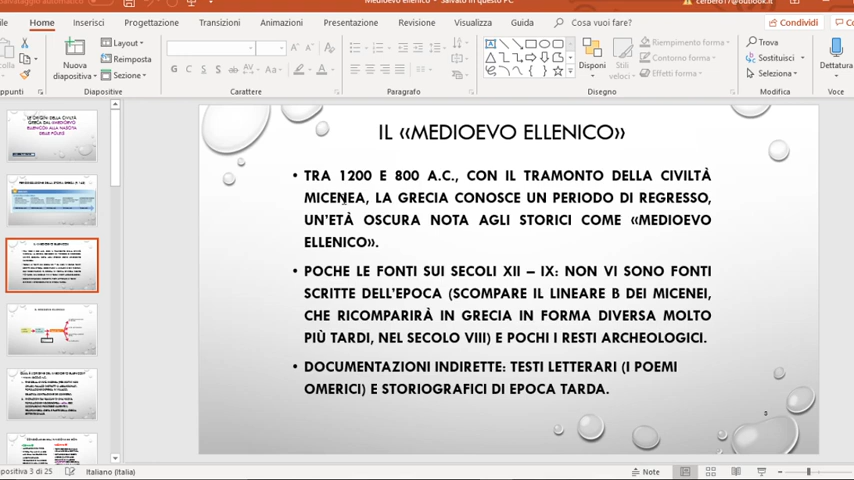 Medioevo ellenico - Salvato in questo PC
Inserisci Progettazione Transizioni Animazioni Presentazione Revisione Visualizza Guida Cosa vuoi fare? Condividi
Home
Nuova diapositiva
Layout
Reimposta
Sezione
Diapositive
G C S S ab
Carattere
Paragrafo
Disponi
Stili veloci
Riempimento forma
Contorno forma
Effetti forma
Disegno
Trova
Sostituisci
Seleziona
Modifica
Dettatura
Voce
IL «MEDIOEVO ELLENICO»
• TRA 1200 E 800 A.C., CON IL TRAMONTO DELLA CIVILTÀ
MICENEA, LA GRECIA CONOSCE UN PERIODO DI REGRESSO,
UN'ETÀ OSCURA NOTA AGLI STORICI COME «MEDIOEVO
ELLENICO».
• POCHE LE FONTI SUI SECOLI XII – IX: NON VI SONO FONTI
SCRITTE DELL'EPOCA (SCOMPARE IL LINEARE B DEI MICENEI,
CHE RICOMPARIRÀ IN GRECIA IN FORMA DIVERSA MOLTO
PIÙ TARDI, NEL SECOLO VIII) E POCHI I RESTI ARCHEOLOGICI.
• DOCUMENTAZIONI INDIRETTE: TESTI LETTERARI (I POEMI
OMERICI) E STORIOGRAFICI DI EPOCA TARDA.
positiva 3 di 25 Italiano (Italia) Note